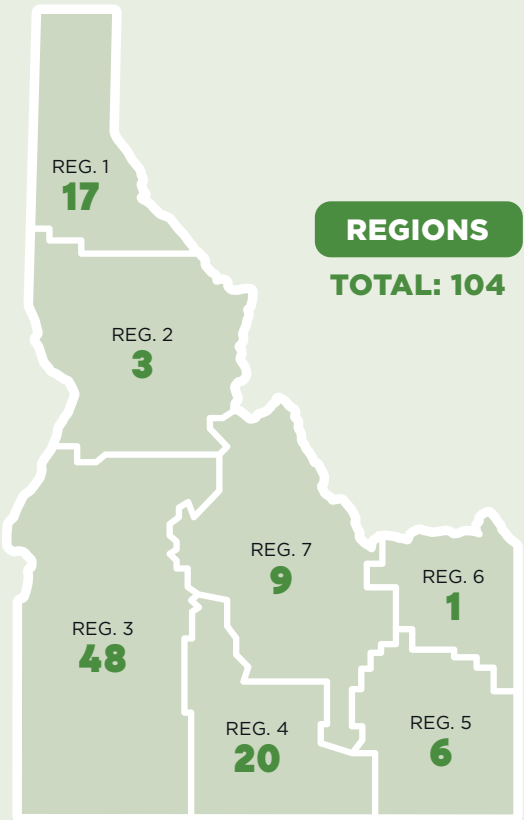 REG. 1
17
REGIONS
TOTAL: 104
REG. 2
3
REG. 7
9
REG. 6
1
REG. 3
48
REG. 4
20
REG. 5
6